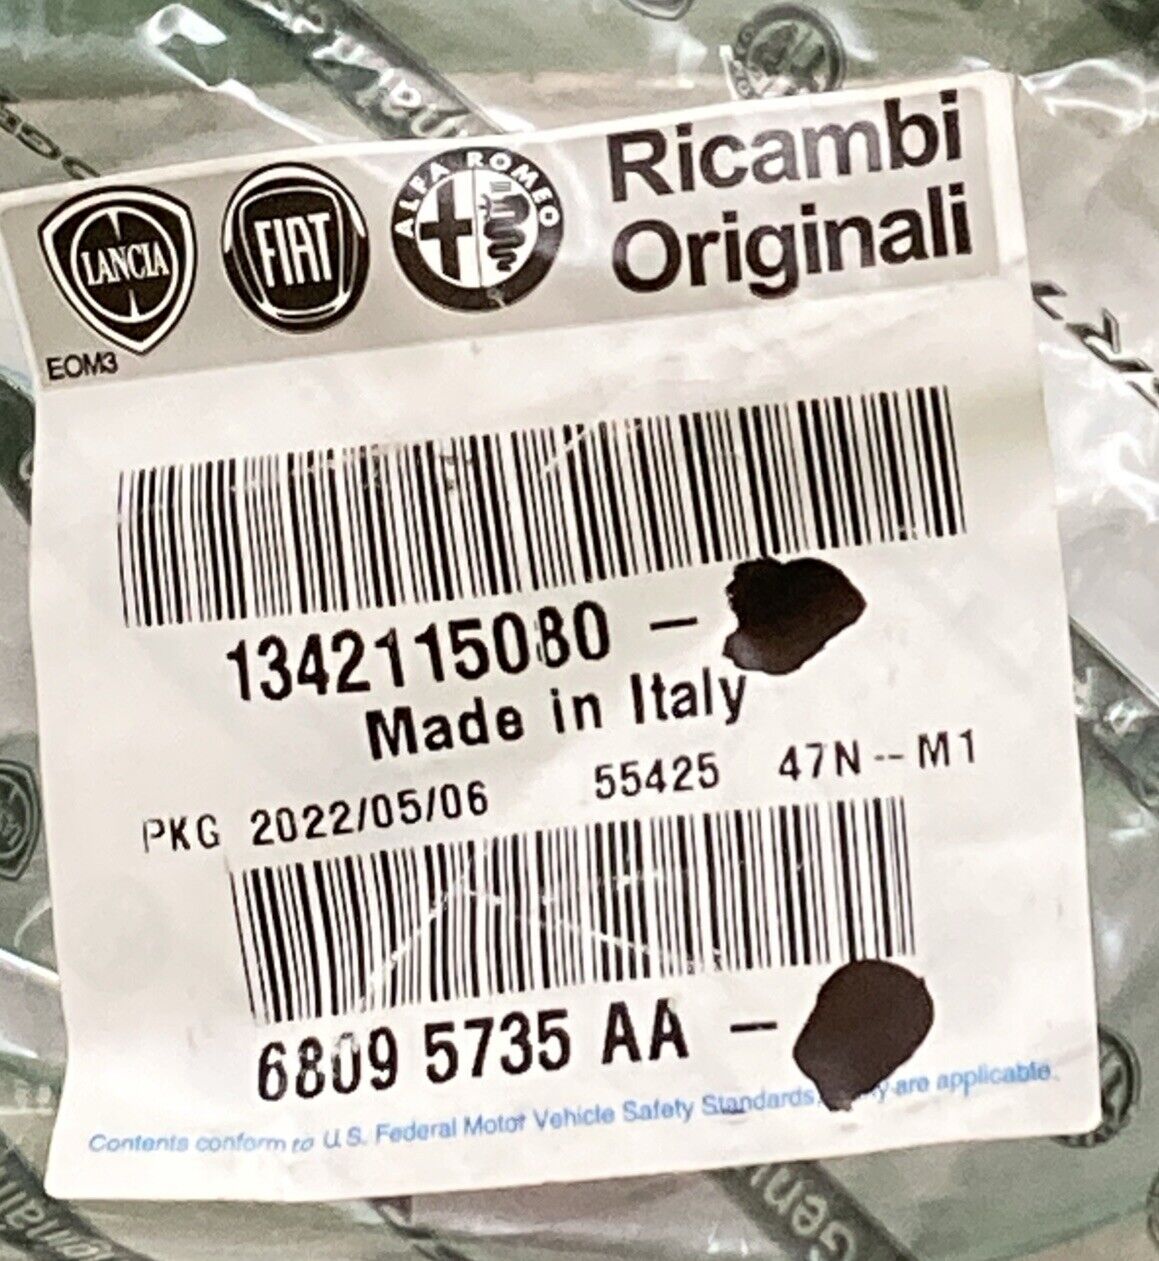 LANCIA
FIAT
ALFA ROMEO
Ricambi
Originali
EOM3
1342115080 -
Made in Italy
PKG 2022/05/06 55425 47N--M1
6809 5735 AA -
Contents conform to U.S. Federal Motor Vehicle Safety Standards, are applicable.